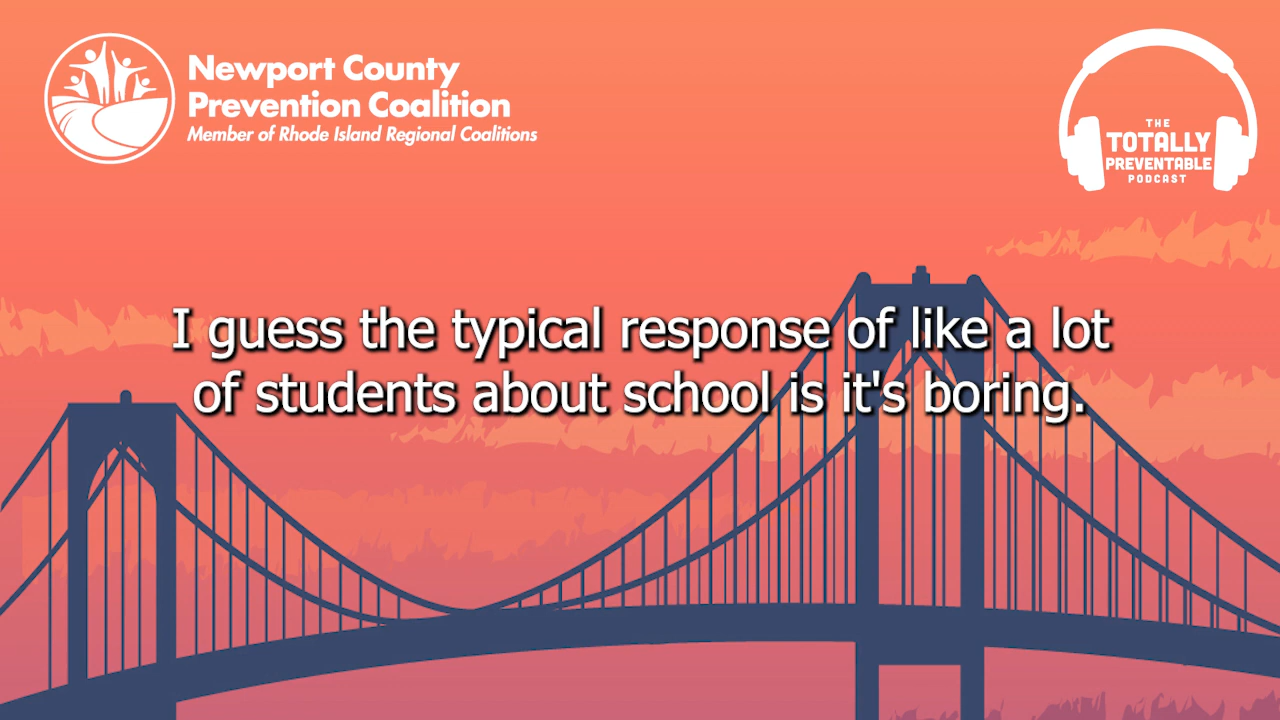 Newport County
Prevention Coalition
Member of Rhode Island Regional Coalitions
THE
TOTALLY
PREVENTABLE
PODCAST
I guess the typical response of like a lot
of students about school is it's boring.